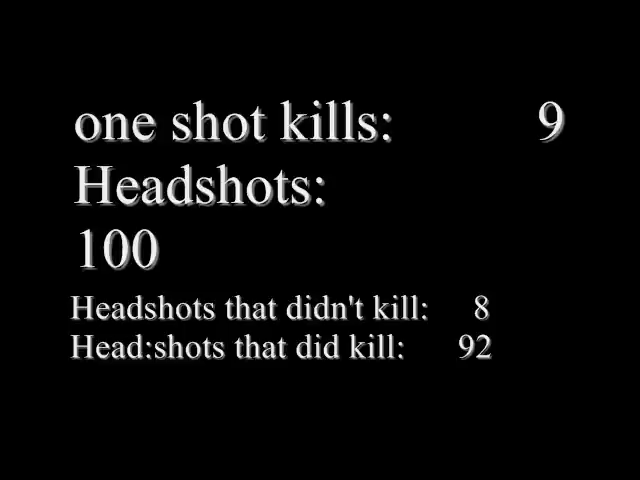 one shot kills: 9
Headshots:
100
Headshots that didn't kill: 8
Head:shots that did kill: 92